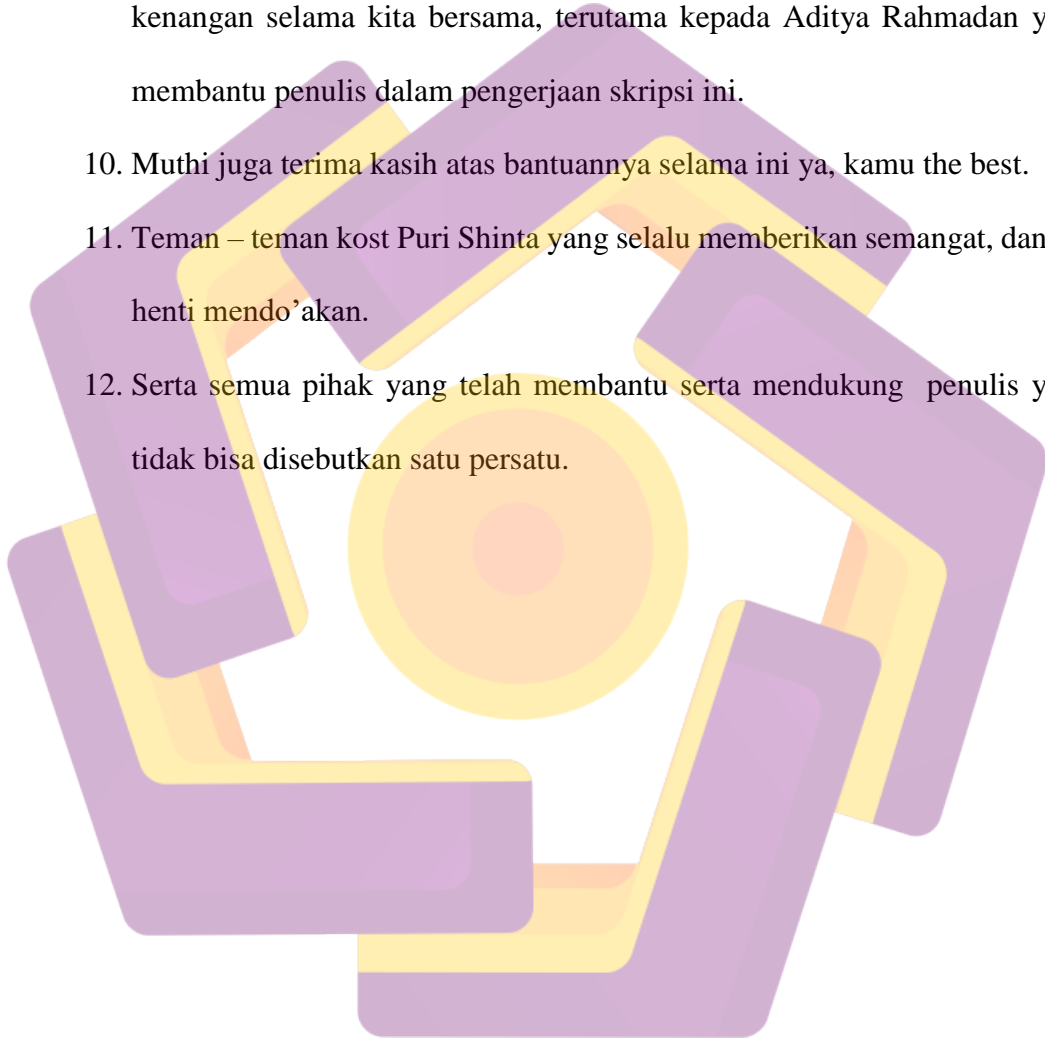 kenangan selama kita bersama, terutama kepada Aditya Rahmadan y
membantu penulis dalam pengerjaan skripsi ini.
10. Muthi juga terima kasih atas bantuannya selama ini ya, kamu the best.
11. Teman – teman kost Puri Shinta yang selalu memberikan semangat, dan
henti mendo’akan.
12. Serta semua pihak yang telah membantu serta mendukung penulis y
tidak bisa disebutkan satu persatu.